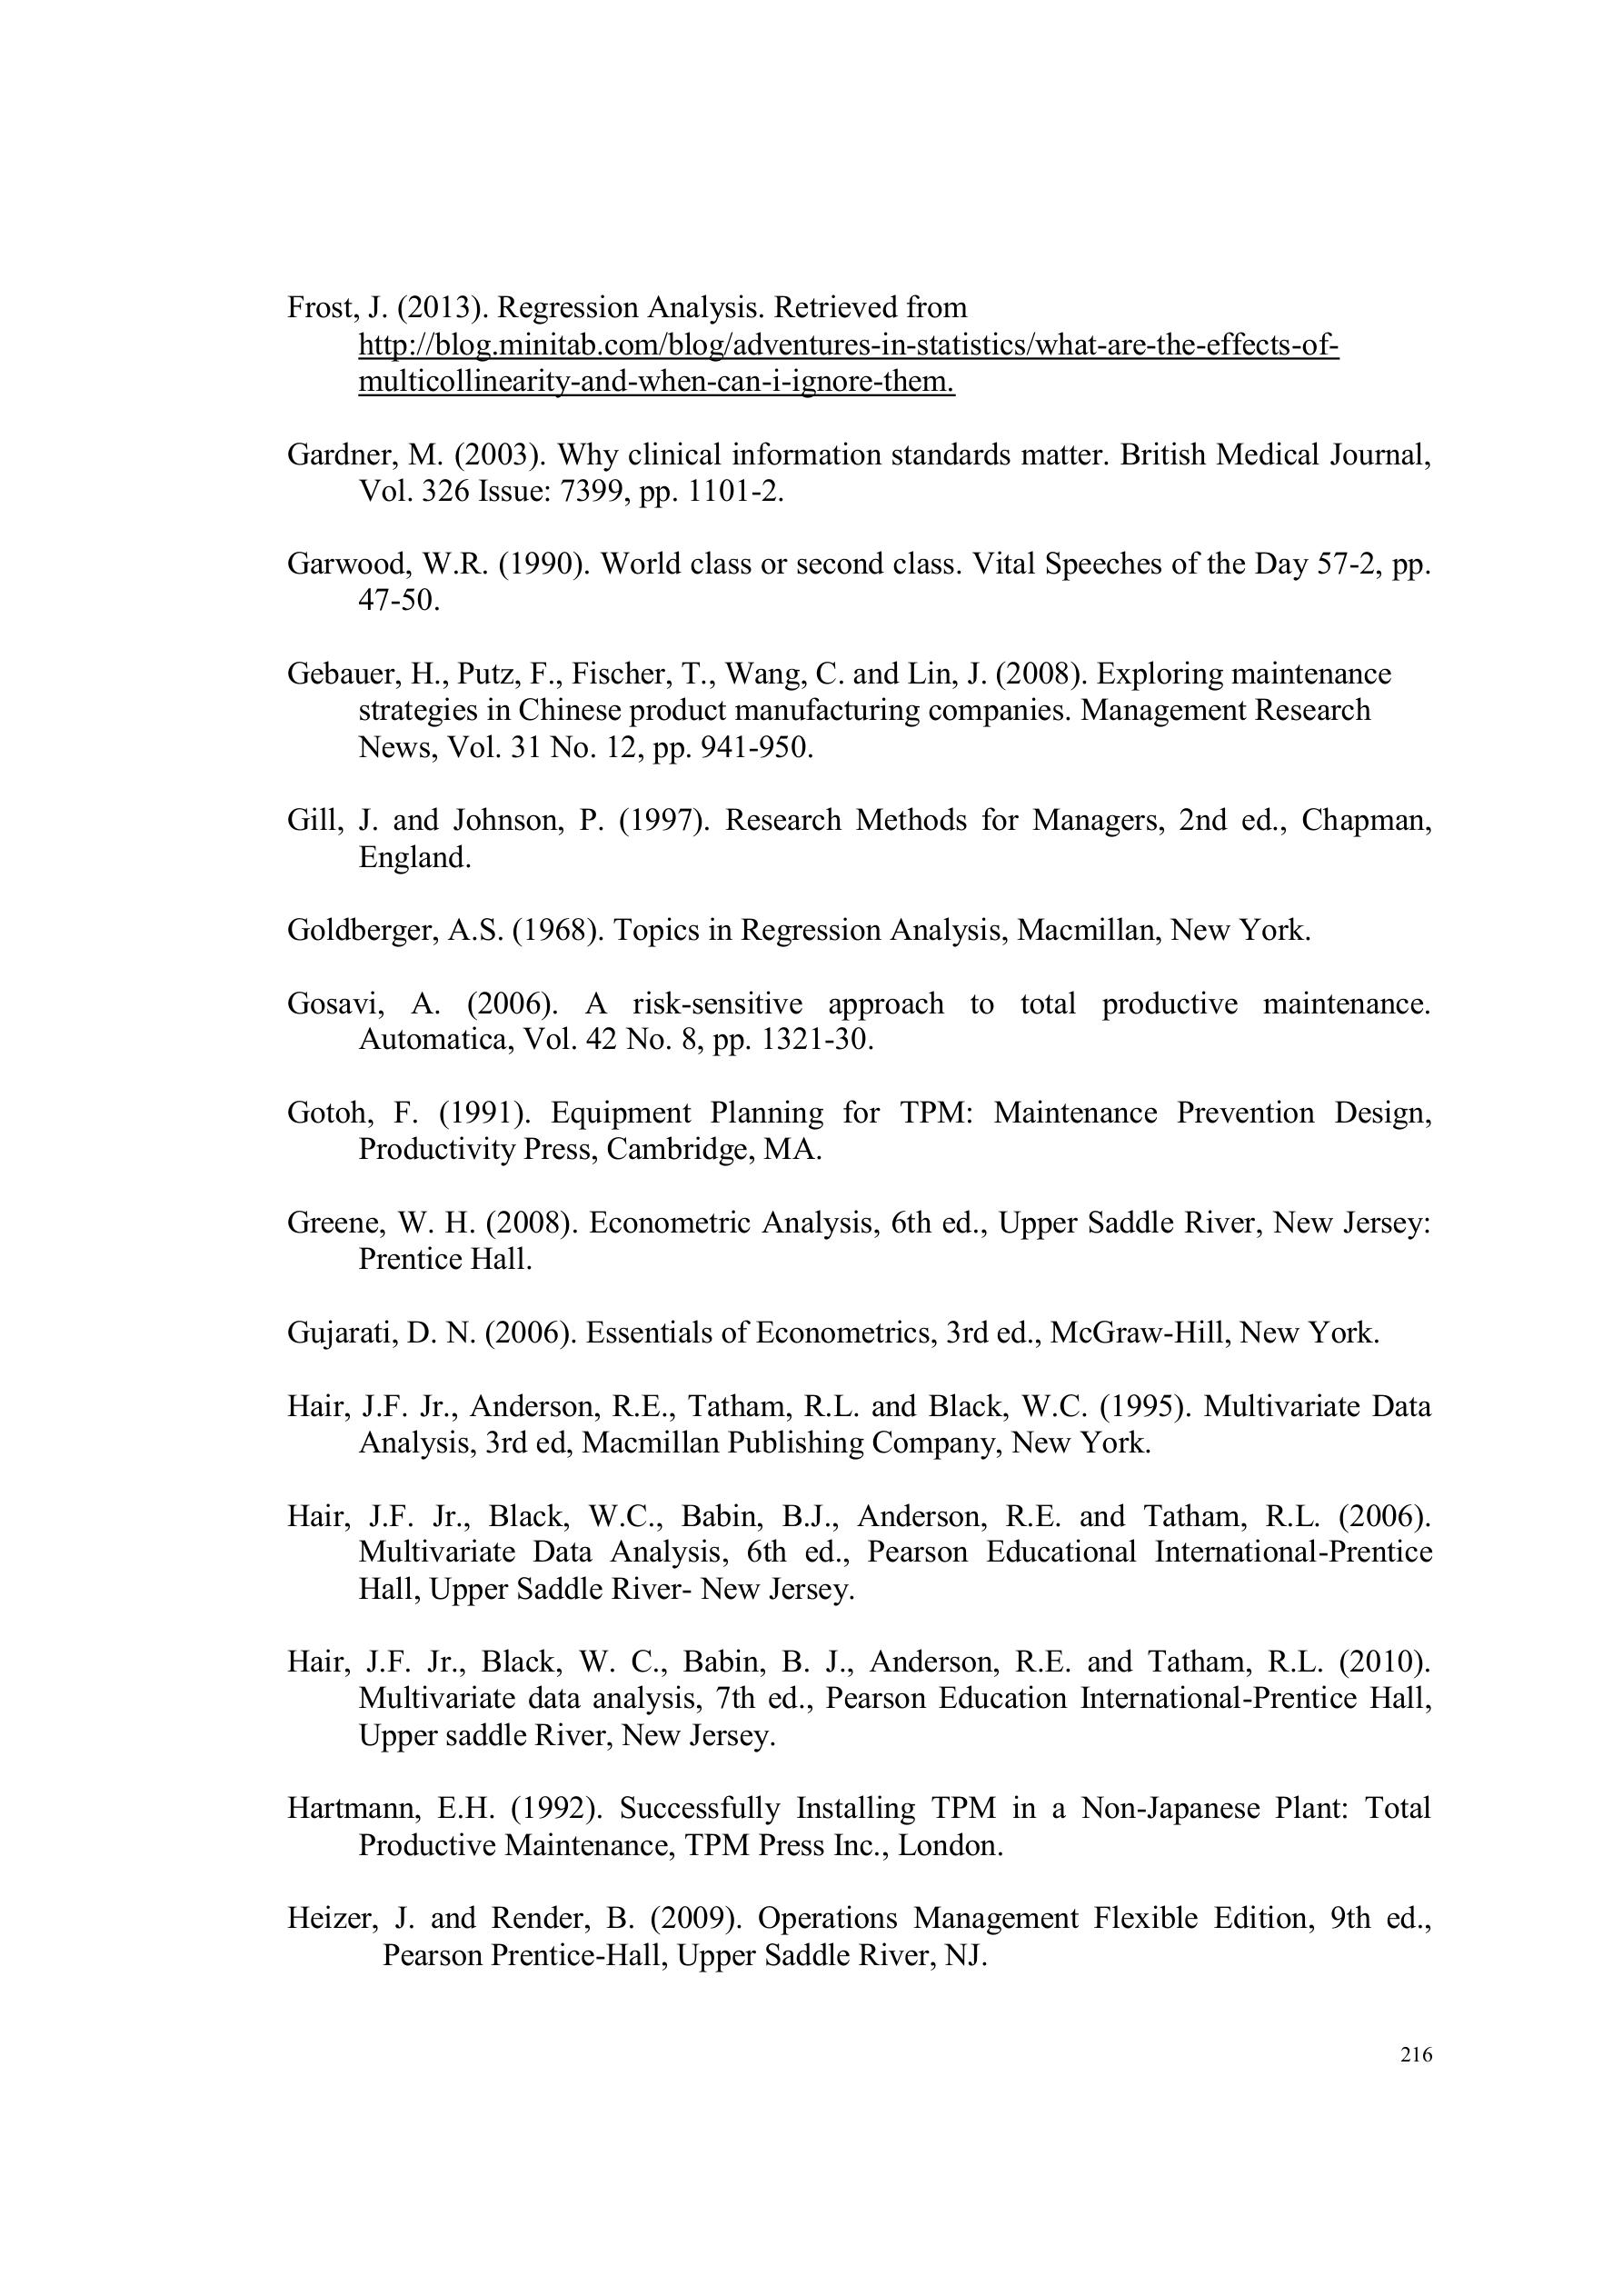 Frost, J. (2013). Regression Analysis. Retrieved from
http://blog.minitab.com/blog/adventures-in-statistics/what-are-the-effects-of-
multicollinearity-and-when-can-i-ignore-them.
Gardner, M. (2003). Why clinical information standards matter. British Medical Journal,
Vol. 326 Issue: 7399, pp. 1101-2.
Garwood, W.R. (1990). World class or second class. Vital Speeches of the Day 57-2, pp.
47-50.
Gebauer, H., Putz, F., Fischer, T., Wang, C. and Lin, J. (2008). Exploring maintenance
strategies in Chinese product manufacturing companies. Management Research
News, Vol. 31 No. 12, pp. 941-950.
Gill, J. and Johnson, P. (1997). Research Methods for Managers, 2nd ed., Chapman,
England.
Goldberger, A.S. (1968). Topics in Regression Analysis, Macmillan, New York.
Gosavi, A. (2006). A risk-sensitive approach to total productive maintenance.
Automatica, Vol. 42 No. 8, pp. 1321-30.
Gotoh, F. (1991). Equipment Planning for TPM: Maintenance Prevention Design,
Productivity Press, Cambridge, MA.
Greene, W. H. (2008). Econometric Analysis, 6th ed., Upper Saddle River, New Jersey:
Prentice Hall.
Gujarati, D. N. (2006). Essentials of Econometrics, 3rd ed., McGraw-Hill, New York.
Hair, J.F. Jr., Anderson, R.E., Tatham, R.L. and Black, W.C. (1995). Multivariate Data
Analysis, 3rd ed, Macmillan Publishing Company, New York.
Hair, J.F. Jr., Black, W.C., Babin, B.J., Anderson, R.E. and Tatham, R.L. (2006).
Multivariate Data Analysis, 6th ed., Pearson Educational International-Prentice
Hall, Upper Saddle River- New Jersey.
Hair, J.F. Jr., Black, W. C., Babin, B. J., Anderson, R.E. and Tatham, R.L. (2010).
Multivariate data analysis, 7th ed., Pearson Education International-Prentice Hall,
Upper saddle River, New Jersey.
Hartmann, E.H. (1992). Successfully Installing TPM in a Non-Japanese Plant: Total
Productive Maintenance, TPM Press Inc., London.
Heizer, J. and Render, B. (2009). Operations Management Flexible Edition, 9th ed.,
Pearson Prentice-Hall, Upper Saddle River, NJ.
216